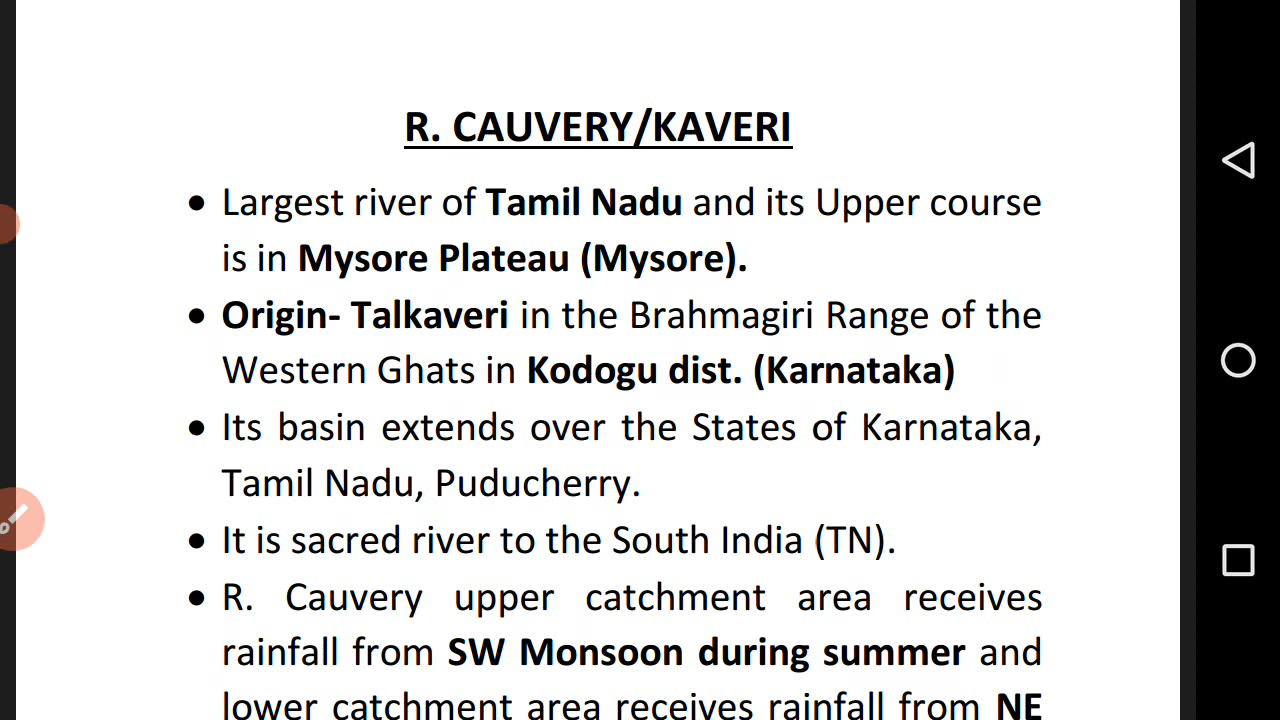 R. CAUVERY/KAVERI
• Largest river of Tamil Nadu and its Upper course
is in Mysore Plateau (Mysore).
• Origin- Talkaveri in the Brahmagiri Range of the
Western Ghats in Kodogu dist. (Karnataka)
• Its basin extends over the States of Karnataka,
Tamil Nadu, Puducherry.
• It is sacred river to the South India (TN).
• R. Cauvery upper catchment area receives
rainfall from SW Monsoon during summer and
lower catchment area receives rainfall from NE